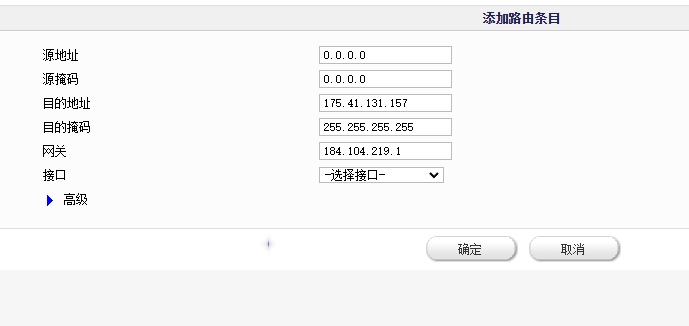 添加路由条目
源地址 0.0.0.0
源掩码 0.0.0.0
目的地址 175.41.131.157
目的掩码 255.255.255.255
网关 184.104.219.1
接口 -选择接口-
高级
确定 取消